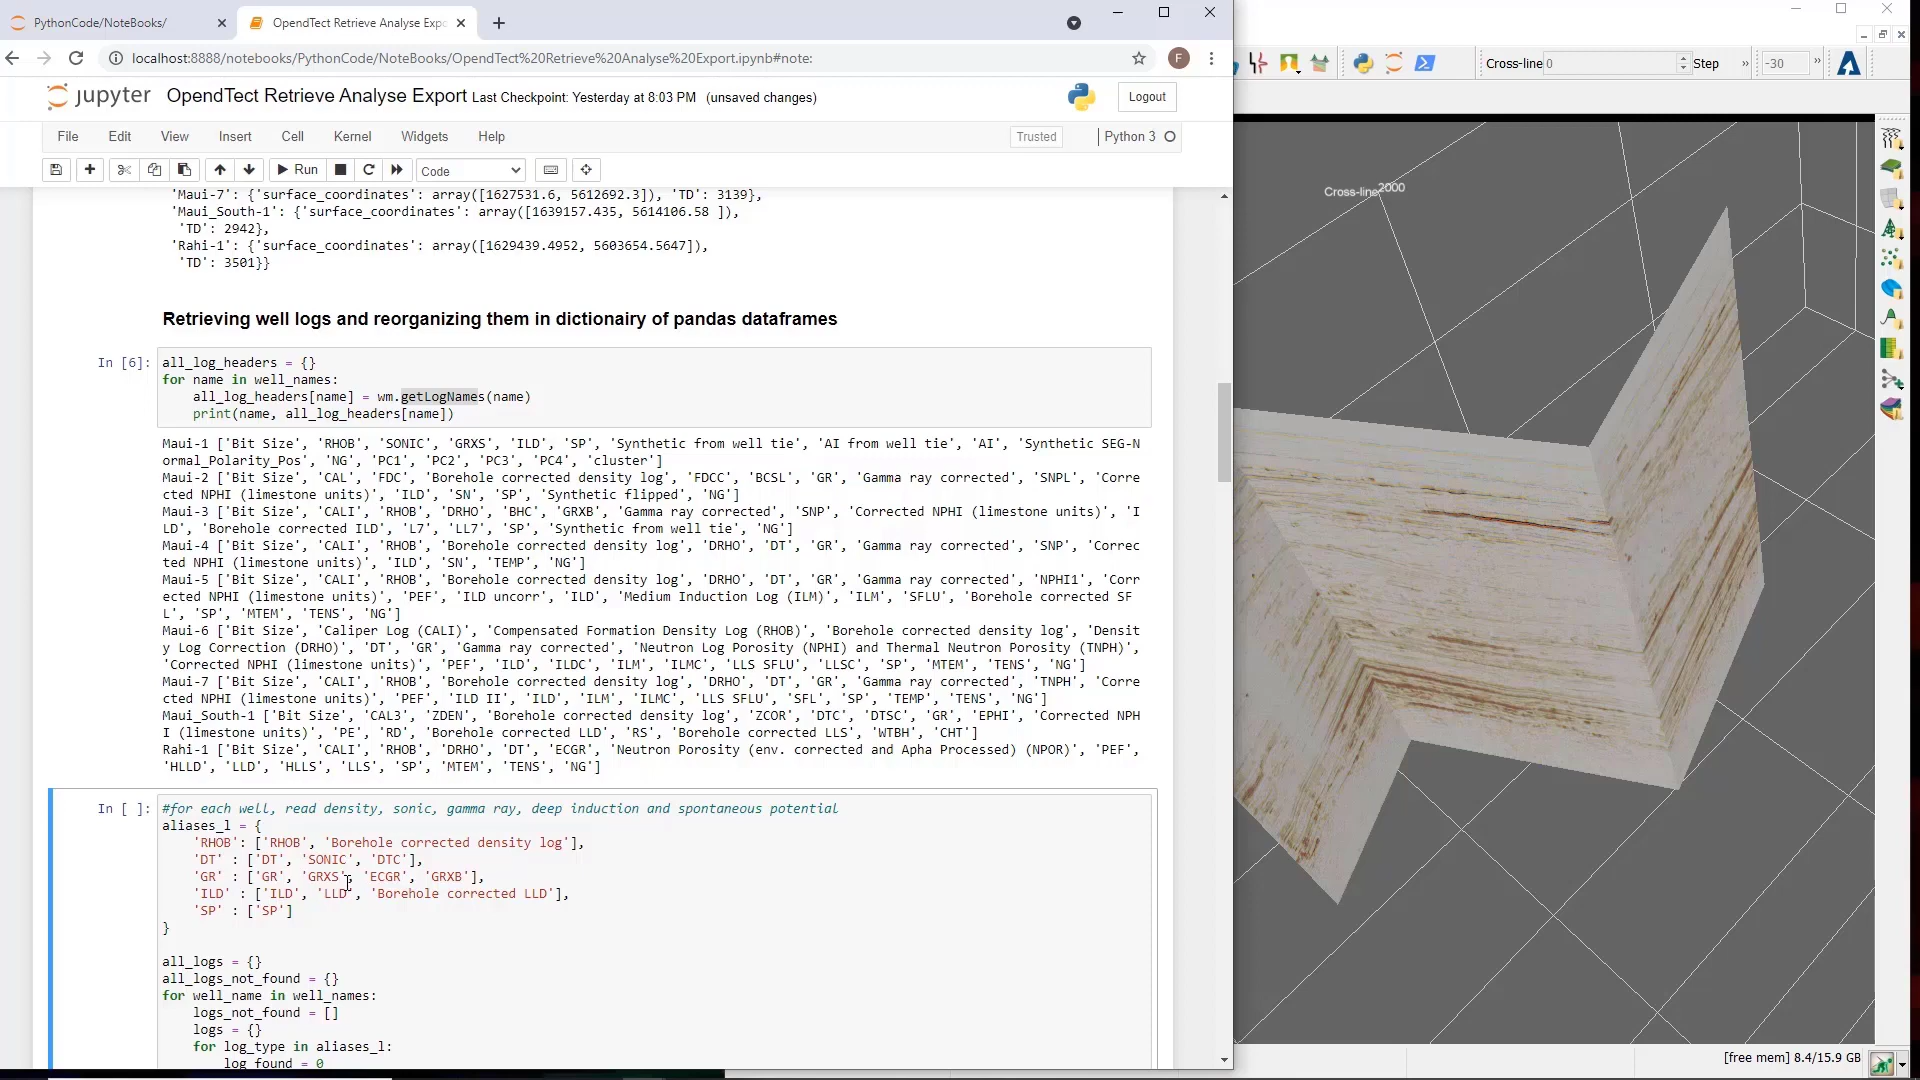 PythonCode/NoteBooks/
OpendTect Retrieve Analyse Expo
localhost:8888/notebooks/PythonCode/NoteBooks/OpendTect%20Retrieve%20Analyse%20Export.ipynb#note:
F
jupyter OpendTect Retrieve Analyse Export Last Checkpoint: Yesterday at 8:03 PM (unsaved changes)
Logout
File Edit View Insert Cell Kernel Widgets Help
Trusted Python 3
Run Code
'Maui-7': {'surface_coordinates': array([1627531.6, 5612692.3]), 'TD': 3139},
'Maui_South-1': {'surface_coordinates': array([1639157.435, 5614106.58 ]),
'TD': 2942},
'Rahi-1': {'surface_coordinates': array([1629439.4952, 5603654.5647]),
'TD': 3501}}
Retrieving well logs and reorganizing them in dictionairy of pandas dataframes
In [6]: all_log_headers = {}
for name in well_names:
all_log_headers[name] = wm.getLogNames(name)
print(name, all_log_headers[name])
Maui-1 ['Bit Size', 'RHOB', 'SONIC', 'GRXS', 'ILD', 'SP', 'Synthetic from well tie', 'AI from well tie', 'AI', 'Synthetic SEG-N
ormal_Polarity_Pos', 'NG', 'PC1', 'PC2', 'PC3', 'PC4', 'cluster']
Maui-2 ['Bit Size', 'CAL', 'FDC', 'Borehole corrected density log', 'FDCC', 'BCSL', 'GR', 'Gamma ray corrected', 'SNPL', 'Corre
cted NPHI (limestone units)', 'ILD', 'SN', 'SP', 'Synthetic flipped', 'NG']
Maui-3 ['Bit Size', 'CALI', 'RHOB', 'DRHO', 'BHC', 'GRXB', 'Gamma ray corrected', 'SNP', 'Corrected NPHI (limestone units)', 'I
LD', 'Borehole corrected ILD', 'L7', 'LL7', 'SP', 'Synthetic from well tie', 'NG']
Maui-4 ['Bit Size', 'CALI', 'RHOB', 'Borehole corrected density log', 'DRHO', 'DT', 'GR', 'Gamma ray corrected', 'SNP', 'Correc
ted NPHI (limestone units)', 'ILD', 'SN', 'TEMP', 'NG']
Maui-5 ['Bit Size', 'CALI', 'RHOB', 'Borehole corrected density log', 'DRHO', 'DT', 'GR', 'Gamma ray corrected', 'NPHI1', 'Corr
ected NPHI (limestone units)', 'PEF', 'ILD uncorr', 'ILD', 'Medium Induction Log (ILM)', 'ILM', 'SFLU', 'Borehole corrected SF
L', 'SP', 'MTEM', 'TENS', 'NG']
Maui-6 ['Bit Size', 'Caliper Log (CALI)', 'Compensated Formation Density Log (RHOB)', 'Borehole corrected density log', 'Densit
y Log Correction (DRHO)', 'DT', 'GR', 'Gamma ray corrected', 'Neutron Log Porosity (NPHI) and Thermal Neutron Porosity (TNPH)',
'Corrected NPHI (limestone units)', 'PEF', 'ILD', 'ILDC', 'ILM', 'ILMC', 'LLS SFLU', 'LLSC', 'SP', 'MTEM', 'TENS', 'NG']
Maui-7 ['Bit Size', 'CALI', 'RHOB', 'Borehole corrected density log', 'DRHO', 'DT', 'GR', 'Gamma ray corrected', 'TNPH', 'Corre
cted NPHI (limestone units)', 'PEF', 'ILD II', 'ILD', 'ILM', 'ILMC', 'LLS SFLU', 'SFL', 'SP', 'TEMP', 'TENS', 'NG']
Maui_South-1 ['Bit Size', 'CAL3', 'ZDEN', 'Borehole corrected density log', 'ZCOR', 'DTC', 'DTSC', 'GR', 'EPHI', 'Corrected NPH
I (limestone units)', 'PE', 'RD', 'Borehole corrected LLD', 'RS', 'Borehole corrected LLS', 'WTBH', 'CHT']
Rahi-1 ['Bit Size', 'CALI', 'RHOB', 'DRHO', 'DT', 'ECGR', 'Neutron Porosity (env. corrected and Apha Processed) (NPOR)', 'PEF',
'HLLD', 'LLD', 'HLLS', 'LLS', 'SP', 'MTEM', 'TENS', 'NG']
In [ ]: #for each well, read density, sonic, gamma ray, deep induction and spontaneous potential
aliases_l = {
'RHOB': ['RHOB', 'Borehole corrected density log'],
'DT' : ['DT', 'SONIC', 'DTC'],
'GR' : ['GR', 'GRXS', 'ECGR', 'GRXB'],
'ILD' : ['ILD', 'LLD', 'Borehole corrected LLD'],
'SP' : ['SP']
}
all_logs = {}
all_logs_not_found = {}
for well_name in well_names:
logs_not_found = []
logs = {}
for log_type in aliases_l:
log_found = 0
Cross-line 0 Step » -30 »
Cross-line 2000
[free mem] 8.4/15.9 GB